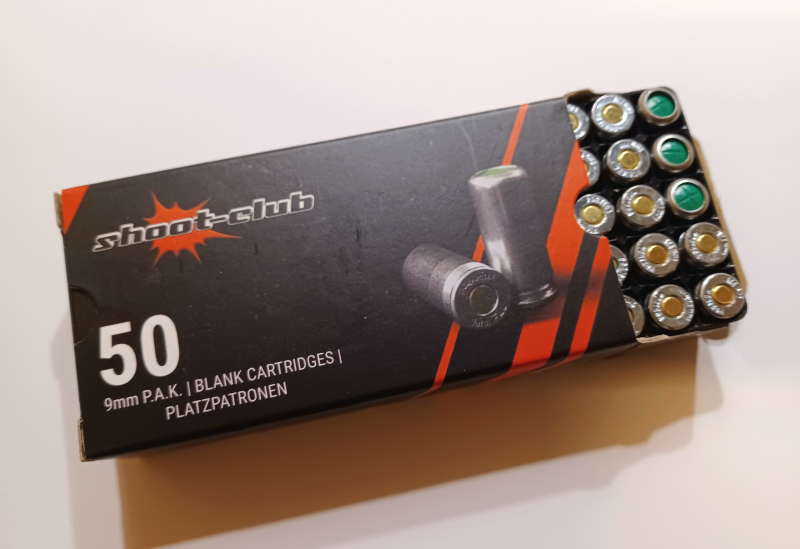 shoot-club
50
9mm P.A.K. | BLANK CARTRIDGES |
PLATZPATRONEN